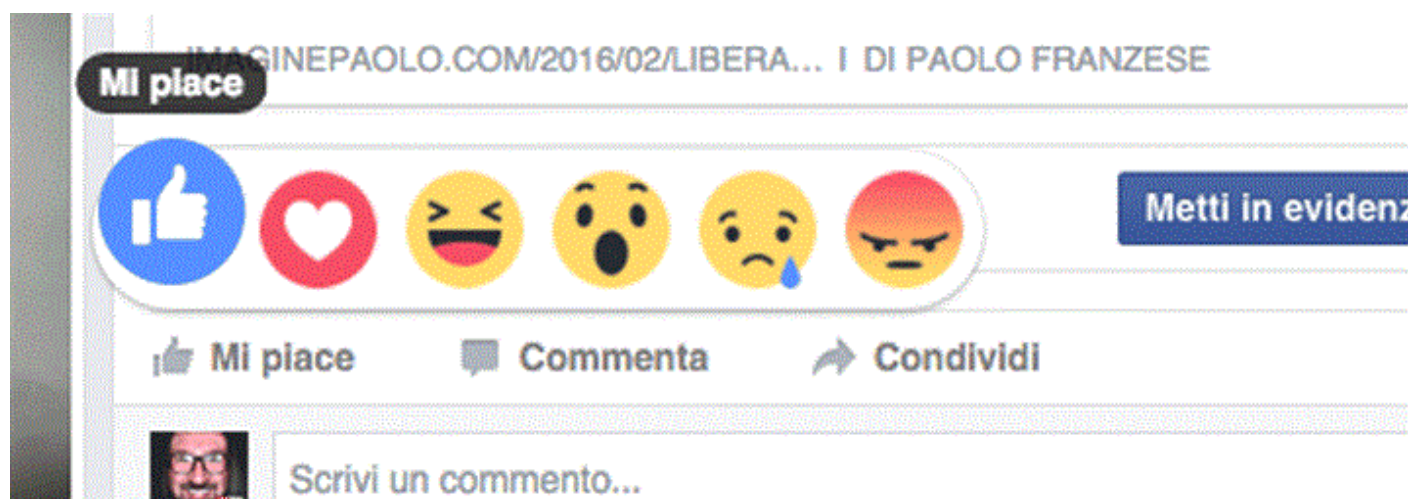 IMAGINEPAOLO.COM/2016/02/LIBERA... | DI PAOLO FRANZESE
Mi piace
Metti in evidenz
Mi piace Commenta Condividi
Scrivi un commento...